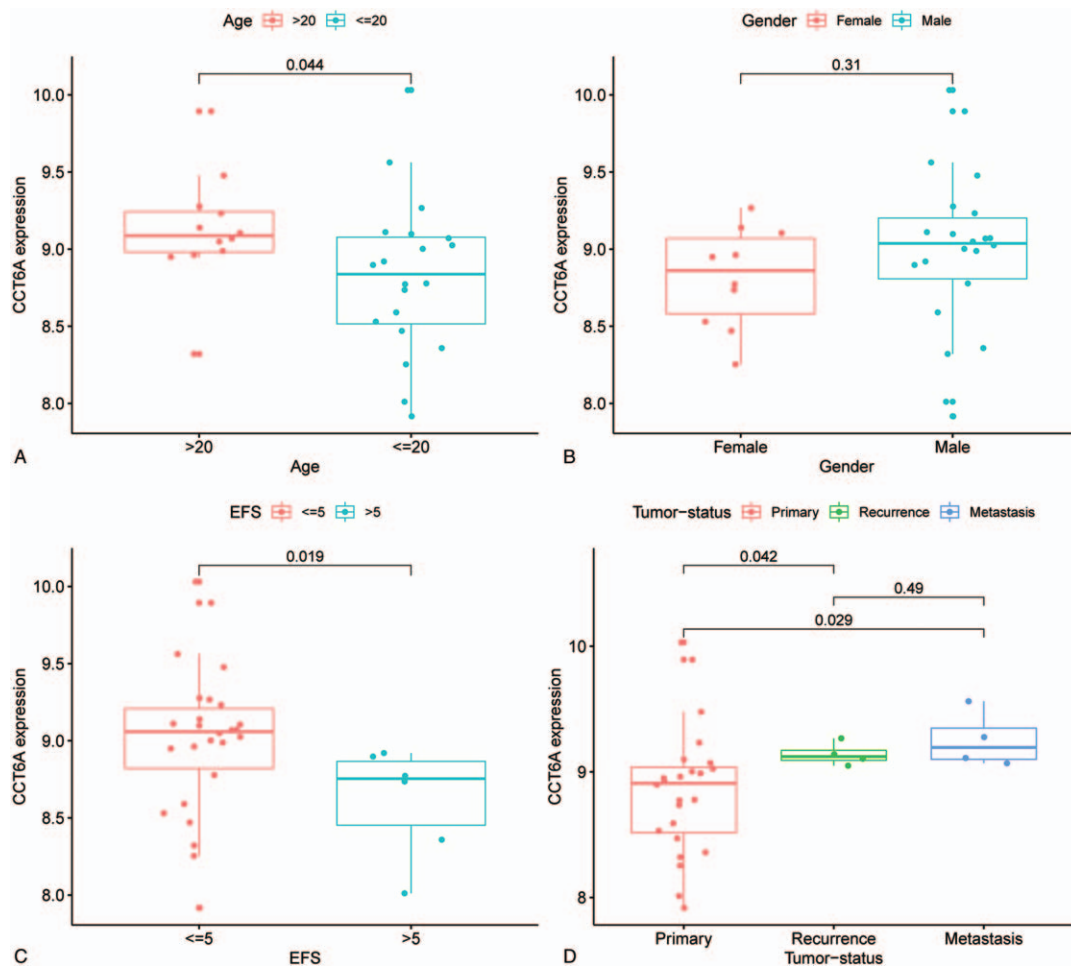 Age >20 <=20
0.044
10.0
9.5
9.0
8.5
8.0
CCT6A expression
>20 <=20
A Age
Gender Female Male
0.31
10.0
9.5
9.0
8.5
8.0
CCT6A expression
Female Male
B Gender
EFS <=5 >5
0.019
10.0
9.5
9.0
8.5
8.0
CCT6A expression
<=5 >5
C EFS
Tumor-status Primary Recurrence Metastasis
0.042
0.49
0.029
10
9
8
CCT6A expression
Primary Recurrence Metastasis
D Tumor-status